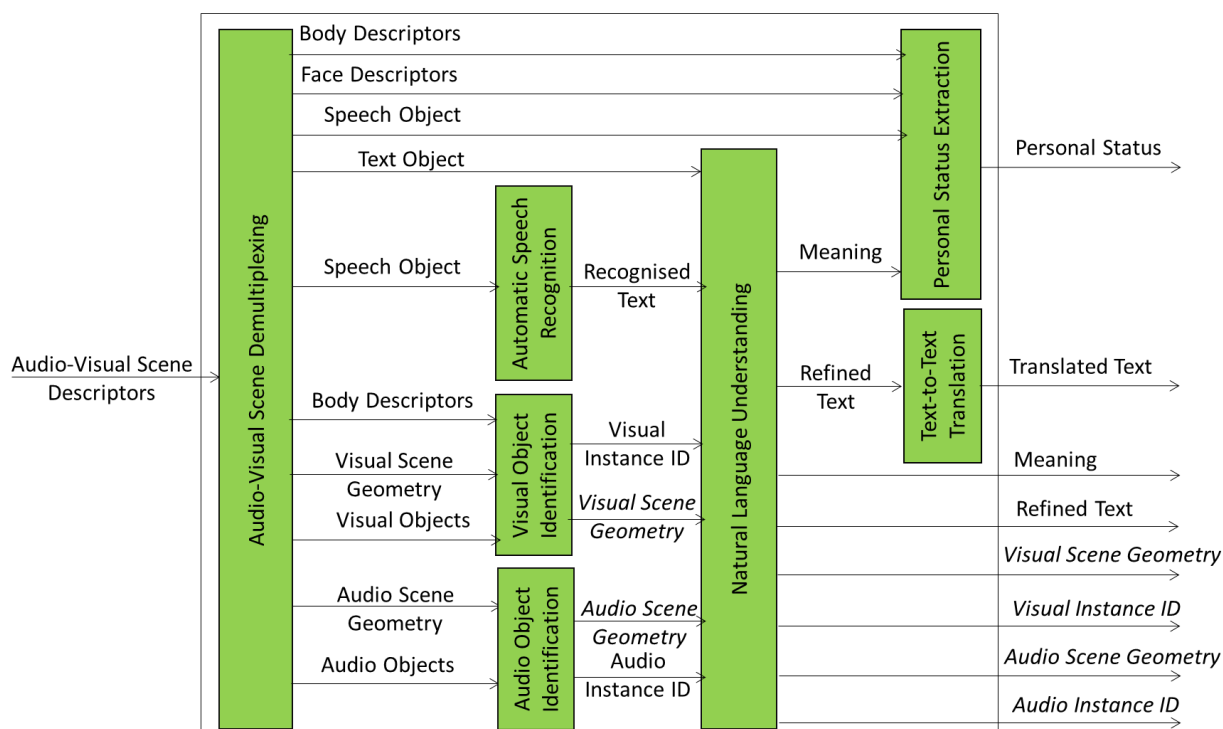 Body Descriptors
Face Descriptors
Speech Object
Text Object
Speech Object
Body Descriptors
Visual Scene
Geometry
Visual Objects
Audio Scene
Geometry
Audio Objects
Audio-Visual Scene
Descriptors
Audio-Visual Scene Demultiplexing
Automatic Speech
Recognition
Visual Object
Identification
Audio Object
Identification
Recognised
Text
Visual
Instance ID
Visual Scene
Geometry
Audio Scene
Geometry
Audio
Instance ID
Natural Language Understanding
Meaning
Refined
Text
Personal Status Extraction
Text-to-Text
Translation
Personal Status
Translated Text
Meaning
Refined Text
Visual Scene Geometry
Visual Instance ID
Audio Scene Geometry
Audio Instance ID